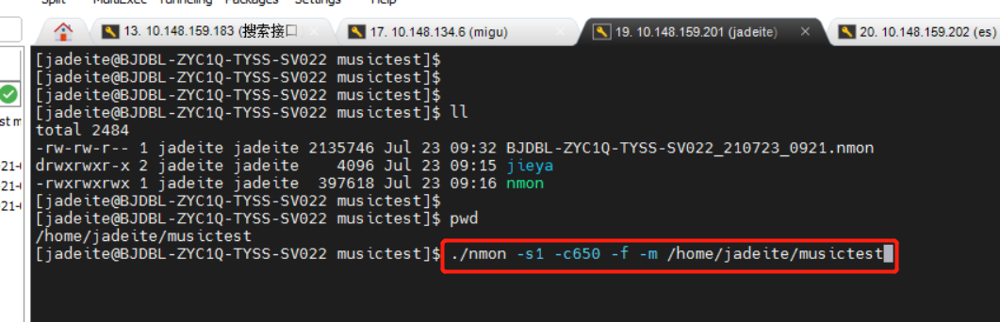 Split MultiExec Tunneling Packages Settings Help
13. 10.148.159.183 (搜索接口
17. 10.148.134.6 (migu)
19. 10.148.159.201 (jadeite)
20. 10.148.159.202 (es)
[jadeite@BJDBL-ZYC1Q-TYSS-SV022 musictest]$
[jadeite@BJDBL-ZYC1Q-TYSS-SV022 musictest]$
[jadeite@BJDBL-ZYC1Q-TYSS-SV022 musictest]$
[jadeite@BJDBL-ZYC1Q-TYSS-SV022 musictest]$ ll
total 2484
-rw-rw-r-- 1 jadeite jadeite 2135746 Jul 23 09:32 BJDBL-ZYC1Q-TYSS-SV022_210723_0921.nmon
drwxrwxr-x 2 jadeite jadeite    4096 Jul 23 09:15 jieya
-rwxrwxrwx 1 jadeite jadeite  397618 Jul 23 09:16 nmon
[jadeite@BJDBL-ZYC1Q-TYSS-SV022 musictest]$
[jadeite@BJDBL-ZYC1Q-TYSS-SV022 musictest]$ pwd
/home/jadeite/musictest
[jadeite@BJDBL-ZYC1Q-TYSS-SV022 musictest]$ ./nmon -s1 -c650 -f -m /home/jadeite/musictest